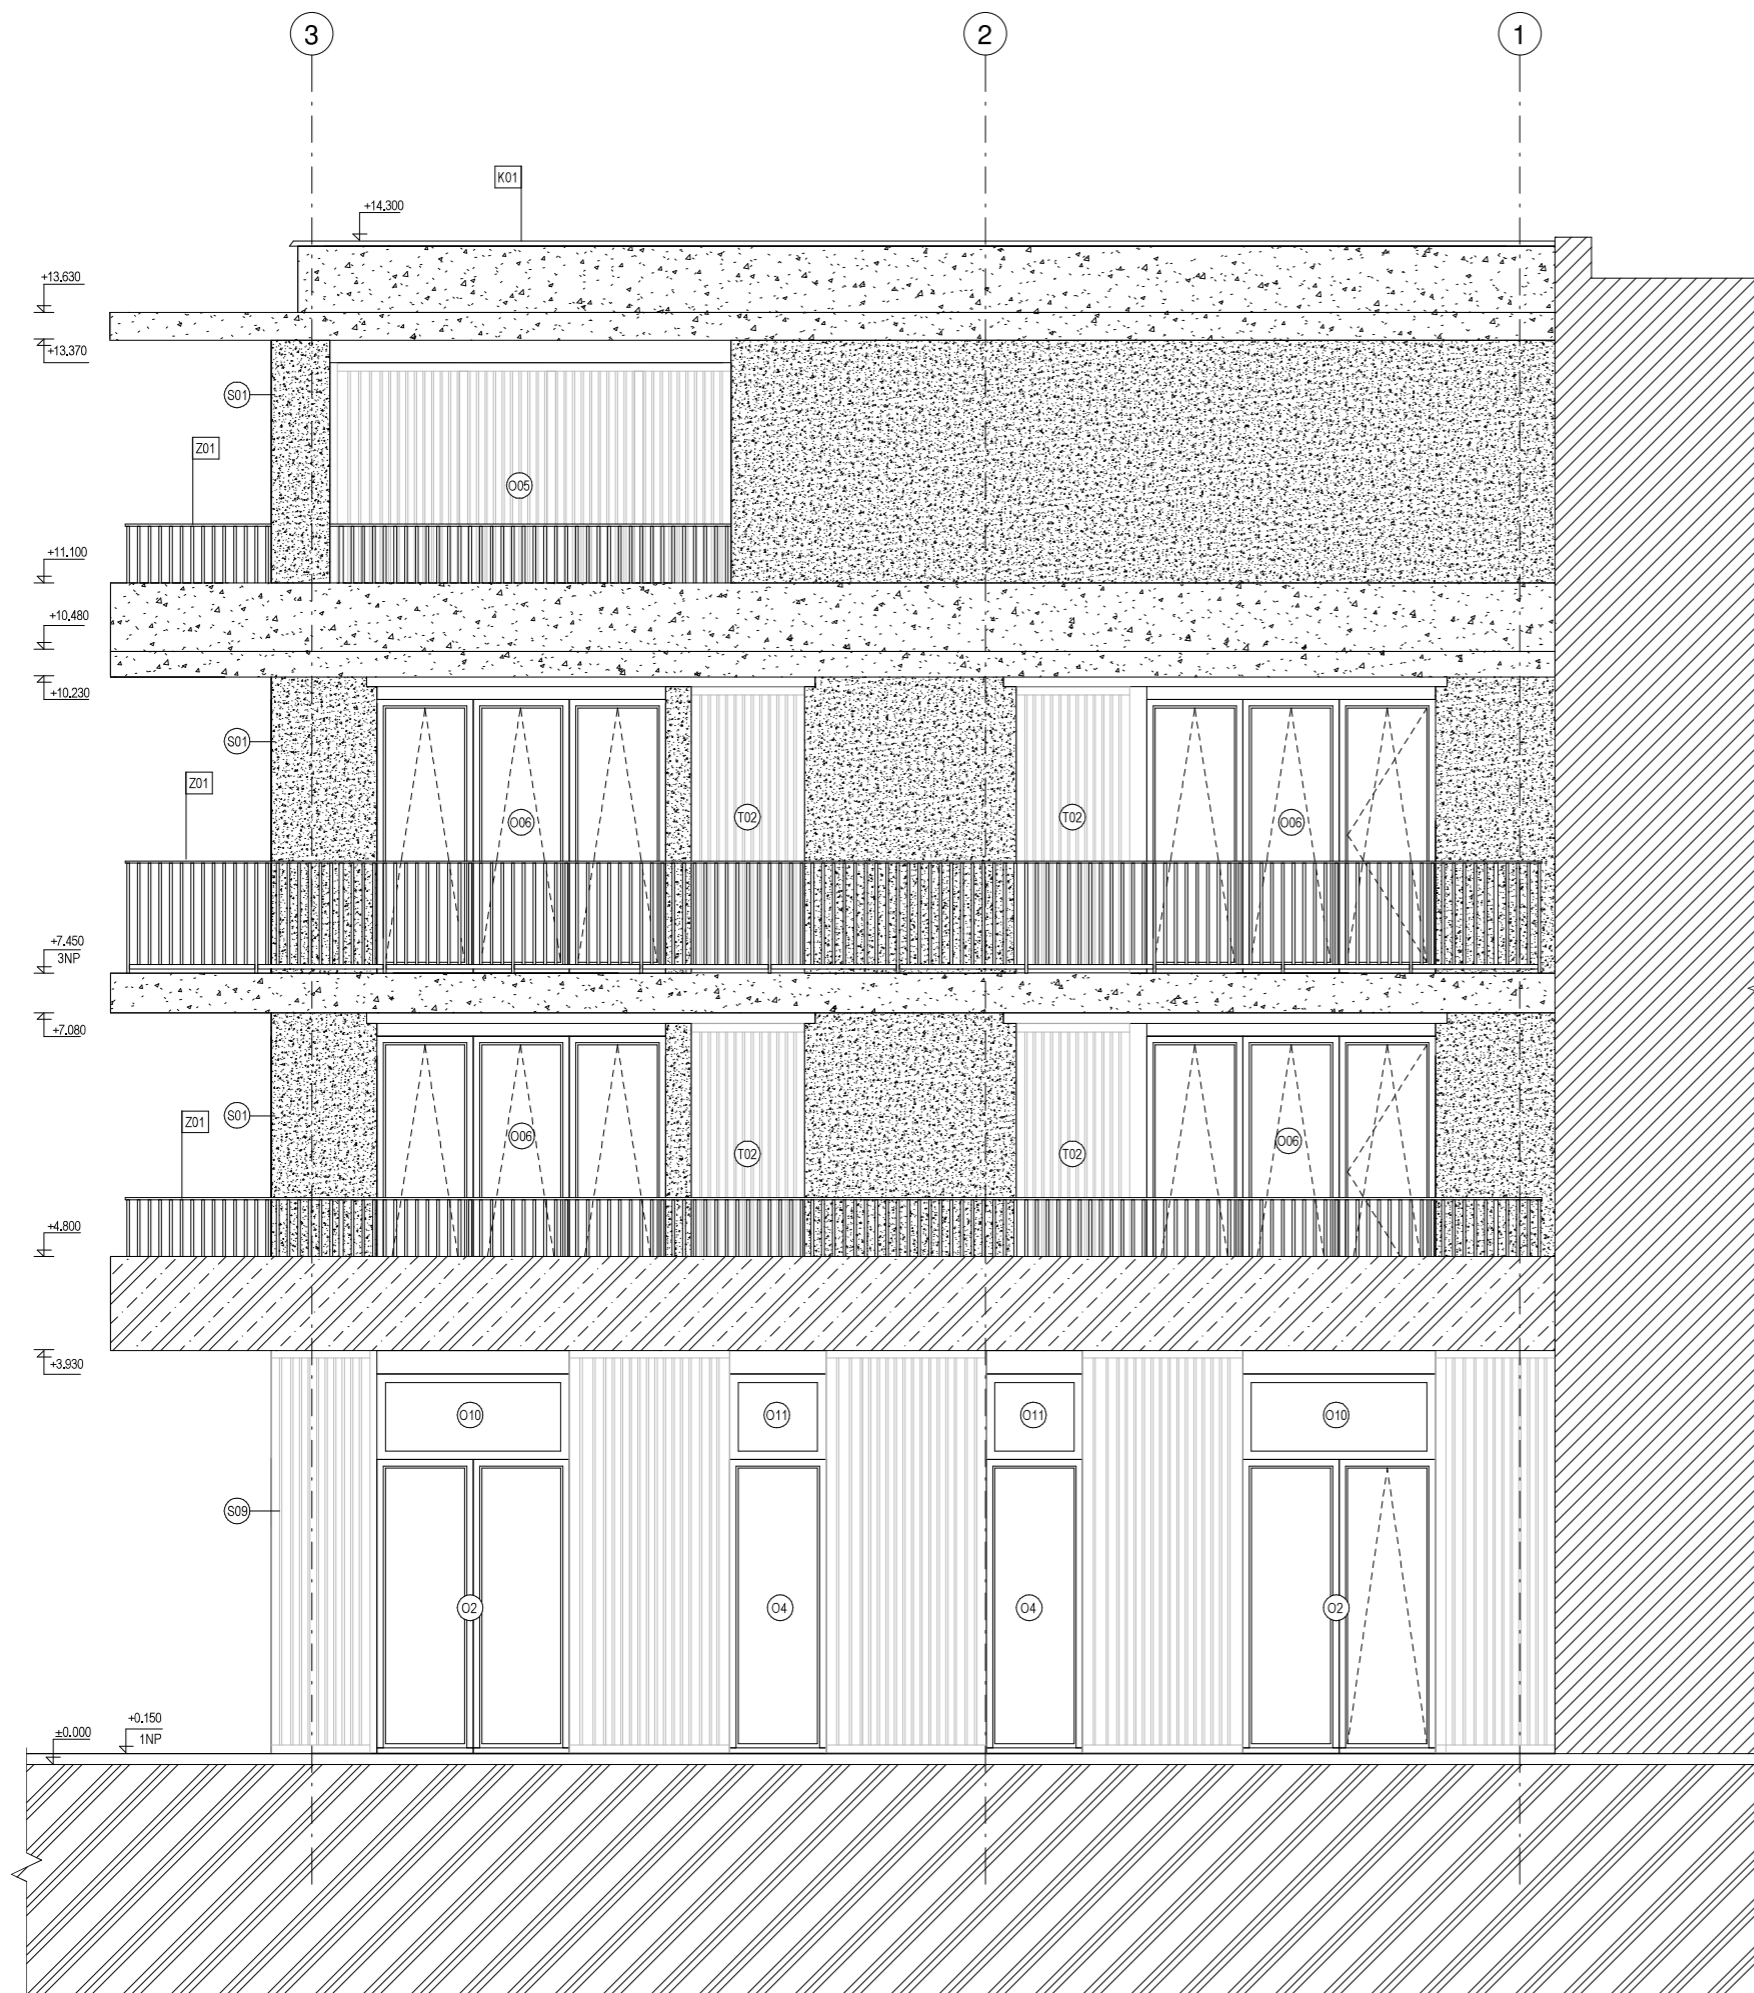 3
2
1
K01
+14.300
+13.630
+13.370
S01
Z01
O05
+11.100
+10.480
+10.230
S01
Z01
O06
T02
T02
O06
+7.450
3NP
+7.080
S01
Z01
O06
T02
T02
O06
+4.800
+3.930
O10
O11
O11
O10
S09
O2
O4
O4
O2
+0.150
1NP
±0.000